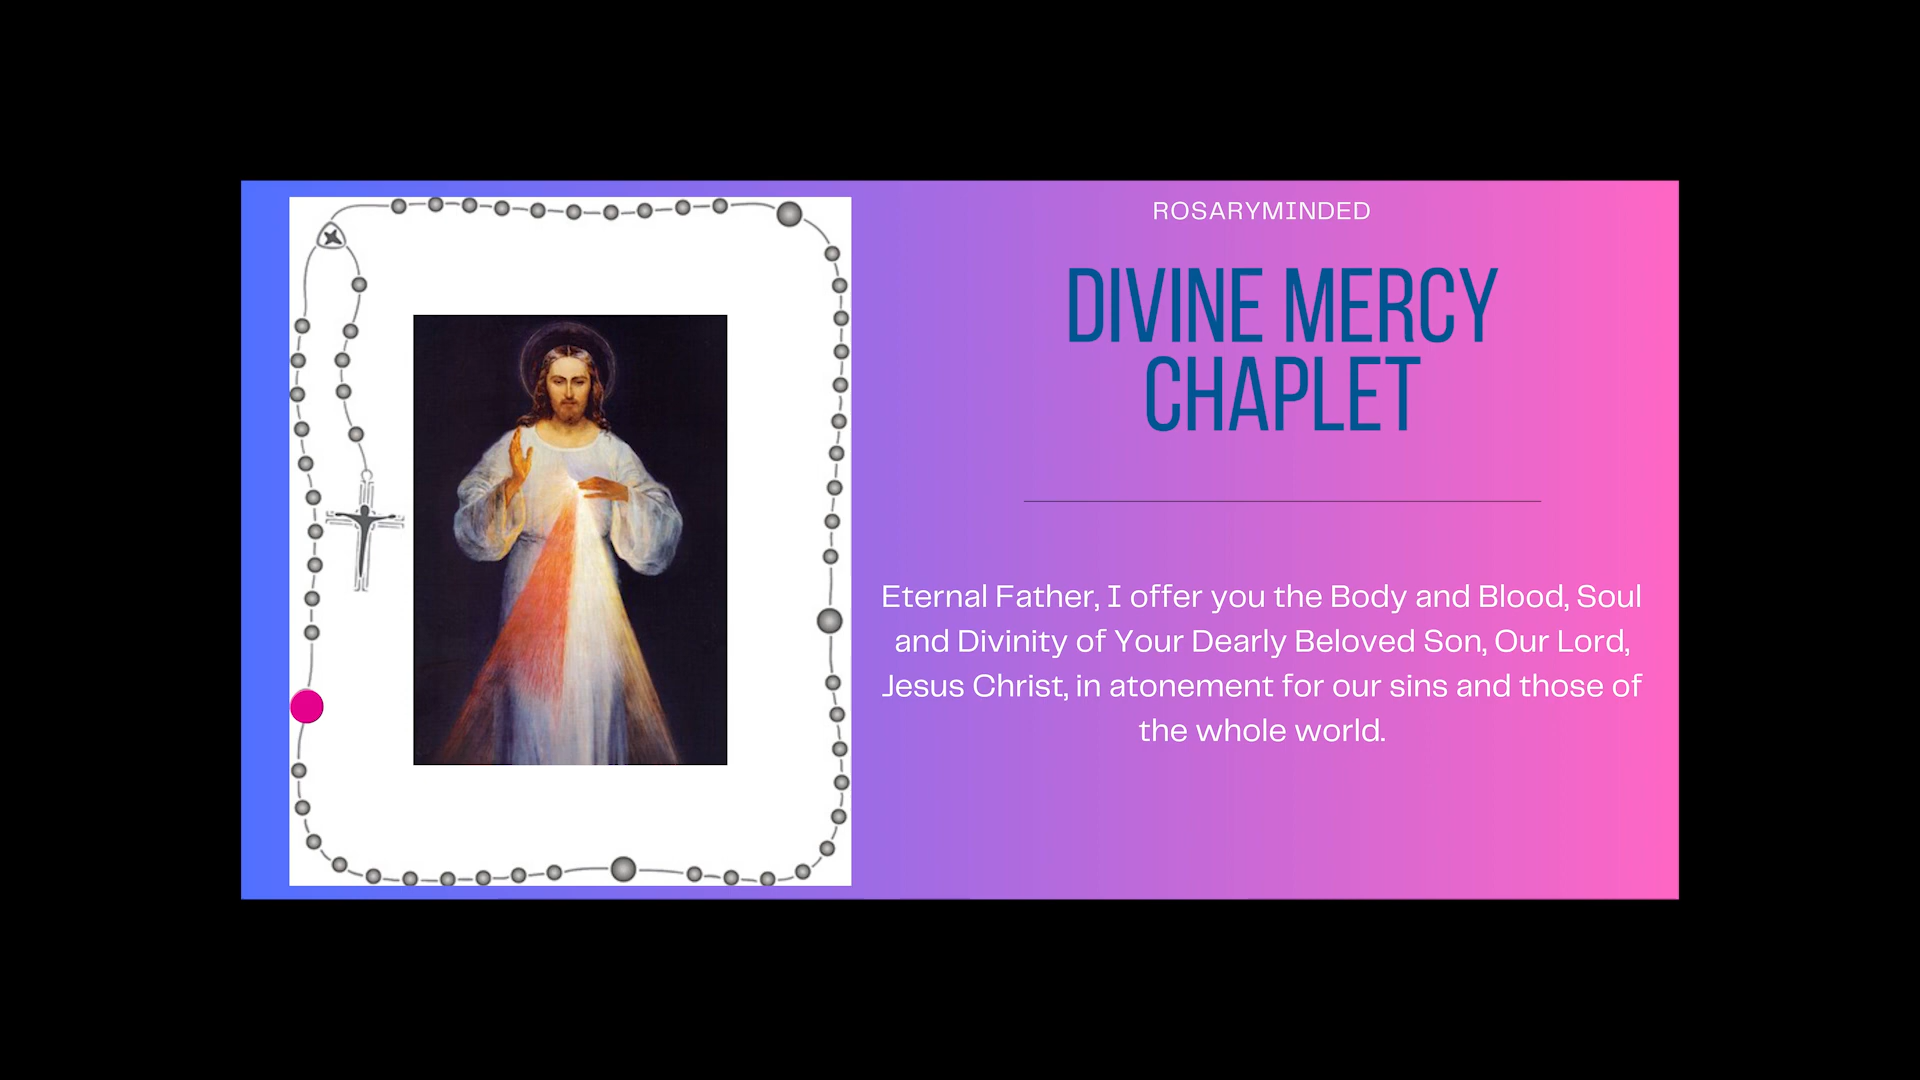 ROSARYMINDED
DIVINE MERCY
CHAPLET
Eternal Father, I offer you the Body and Blood, Soul
and Divinity of Your Dearly Beloved Son, Our Lord,
Jesus Christ, in atonement for our sins and those of
the whole world.